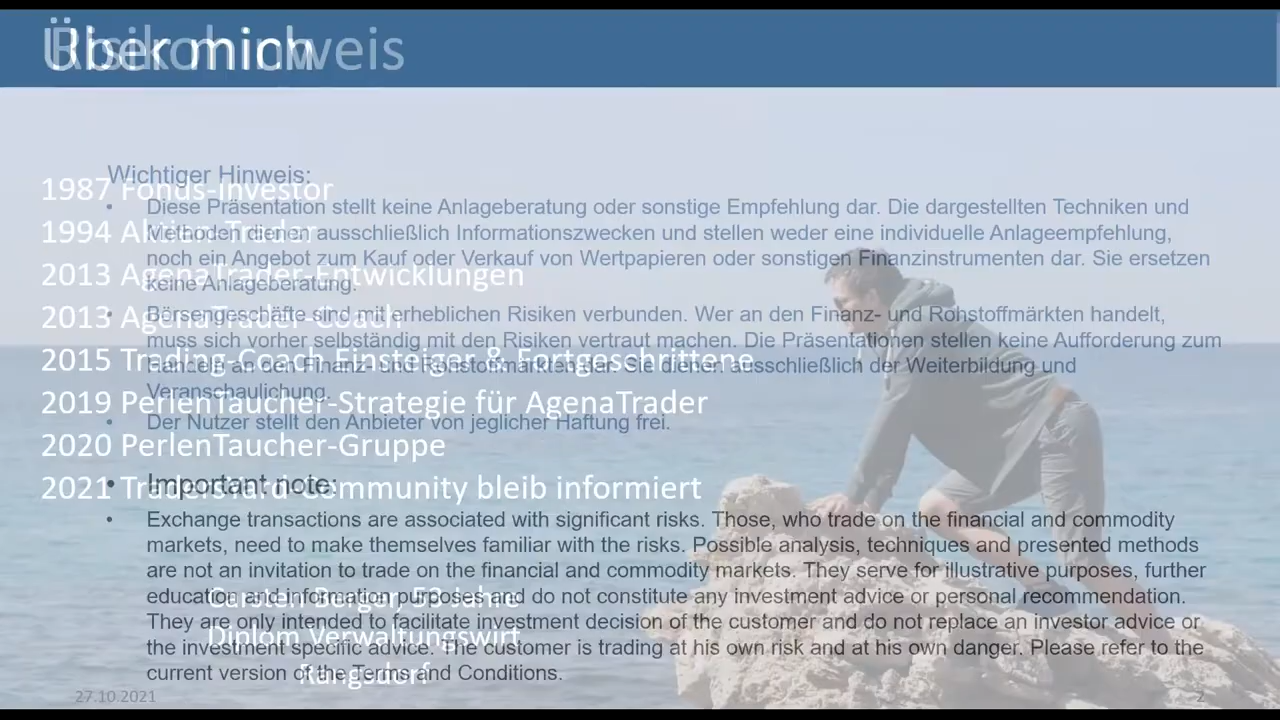 Über mich
Risikohinweis
Wichtiger Hinweis:
• Diese Präsentation stellt keine Anlageberatung oder sonstige Empfehlung dar. Die dargestellten Techniken und
Methoden dienen ausschließlich Informationszwecken und stellen weder eine individuelle Anlageempfehlung,
noch ein Angebot zum Kauf oder Verkauf von Wertpapieren oder sonstigen Finanzinstrumenten dar. Sie ersetzen
keine Anlageberatung.
• Börsengeschäfte sind mit erheblichen Risiken verbunden. Wer an den Finanz- und Rohstoffmärkten handelt,
muss sich vorher selbständig mit den Risiken vertraut machen. Die Präsentationen stellen keine Aufforderung zum
Handeln an den Finanz- und Rohstoffmärkten dar. Sie dienen ausschließlich der Weiterbildung und
Veranschaulichung.
• Der Nutzer stellt den Anbieter von jeglicher Haftung frei.
• Important note:
• Exchange transactions are associated with significant risks. Those, who trade on the financial and commodity
markets, need to make themselves familiar with the risks. Possible analysis, techniques and presented methods
are not an invitation to trade on the financial and commodity markets. They serve for illustrative purposes, further
education and information purposes and do not constitute any investment advice or personal recommendation.
They are only intended to facilitate investment decision of the customer and do not replace an investor advice or
the investment specific advice. The customer is trading at his own risk and at his own danger. Please refer to the
current version of the Terms and Conditions.
1987 Fonds-Investor
1994 Aktien-Trader
2013 AgenaTrader-Entwicklungen
2013 AgenaTrader-Coach
2015 Trading-Coach Einsteiger & Fortgeschrittene
2019 PerlenTaucher-Strategie für AgenaTrader
2020 PerlenTaucher-Gruppe
2021 TradersYard-Community bleib informiert
Carsten Berger, 58 Jahre
Diplom Verwaltungswirt
Rangsdorf
27.10.2021
2